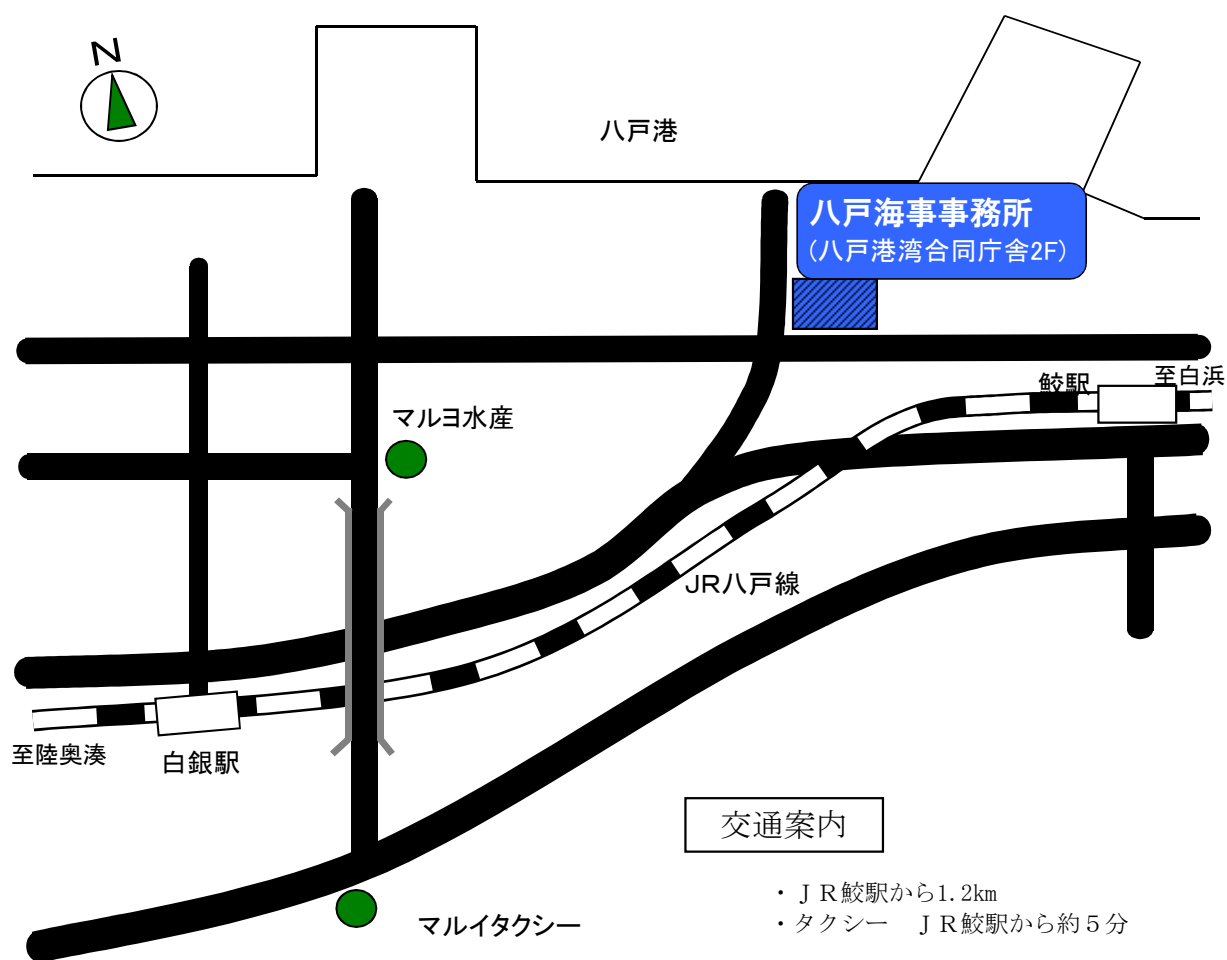 N
八戸港
八戸海事事務所
(八戸港湾合同庁舎2F)
鮫駅
至白浜
マルヨ水産
JR八戸線
至陸奥湊
白銀駅
交通案内
・ＪＲ鮫駅から1.2km
・タクシー　ＪＲ鮫駅から約５分
マルイタクシー